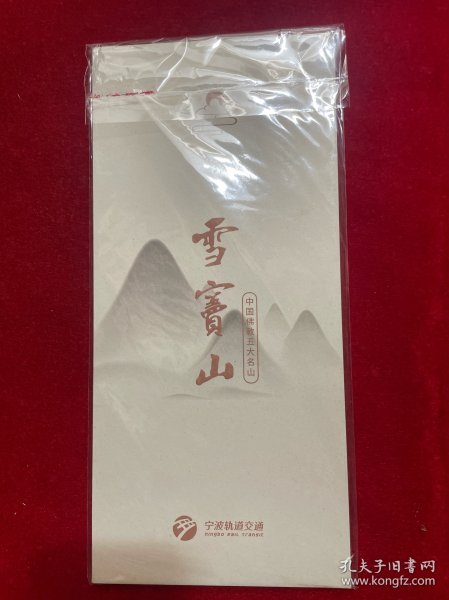 雪
竇
山
中国佛教五大名山
宁波轨道交通
ningbo Rail Transit
孔夫子旧书网
www.kongfz.com